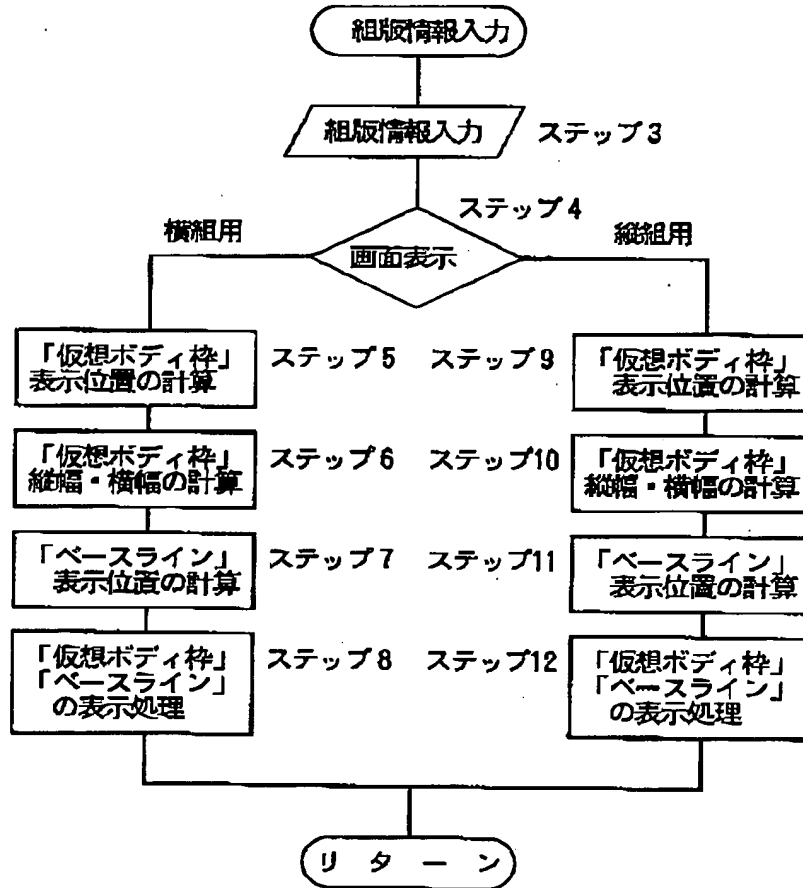 組版情報入力
組版情報入力 ステップ3
ステップ4
横組用 画面表示 縦組用
「仮想ボディ枠」
表示位置の計算
ステップ5 ステップ9
「仮想ボディ枠」
表示位置の計算
「仮想ボディ枠」
縦幅・横幅の計算
ステップ6 ステップ10
「仮想ボディ枠」
縦幅・横幅の計算
「ベースライン」
表示位置の計算
ステップ7 ステップ11
「ベースライン」
表示位置の計算
「仮想ボディ枠」
「ベースライン」
の表示処理
ステップ8 ステップ12
「仮想ボディ枠」
「ベースライン」
の表示処理
リターン